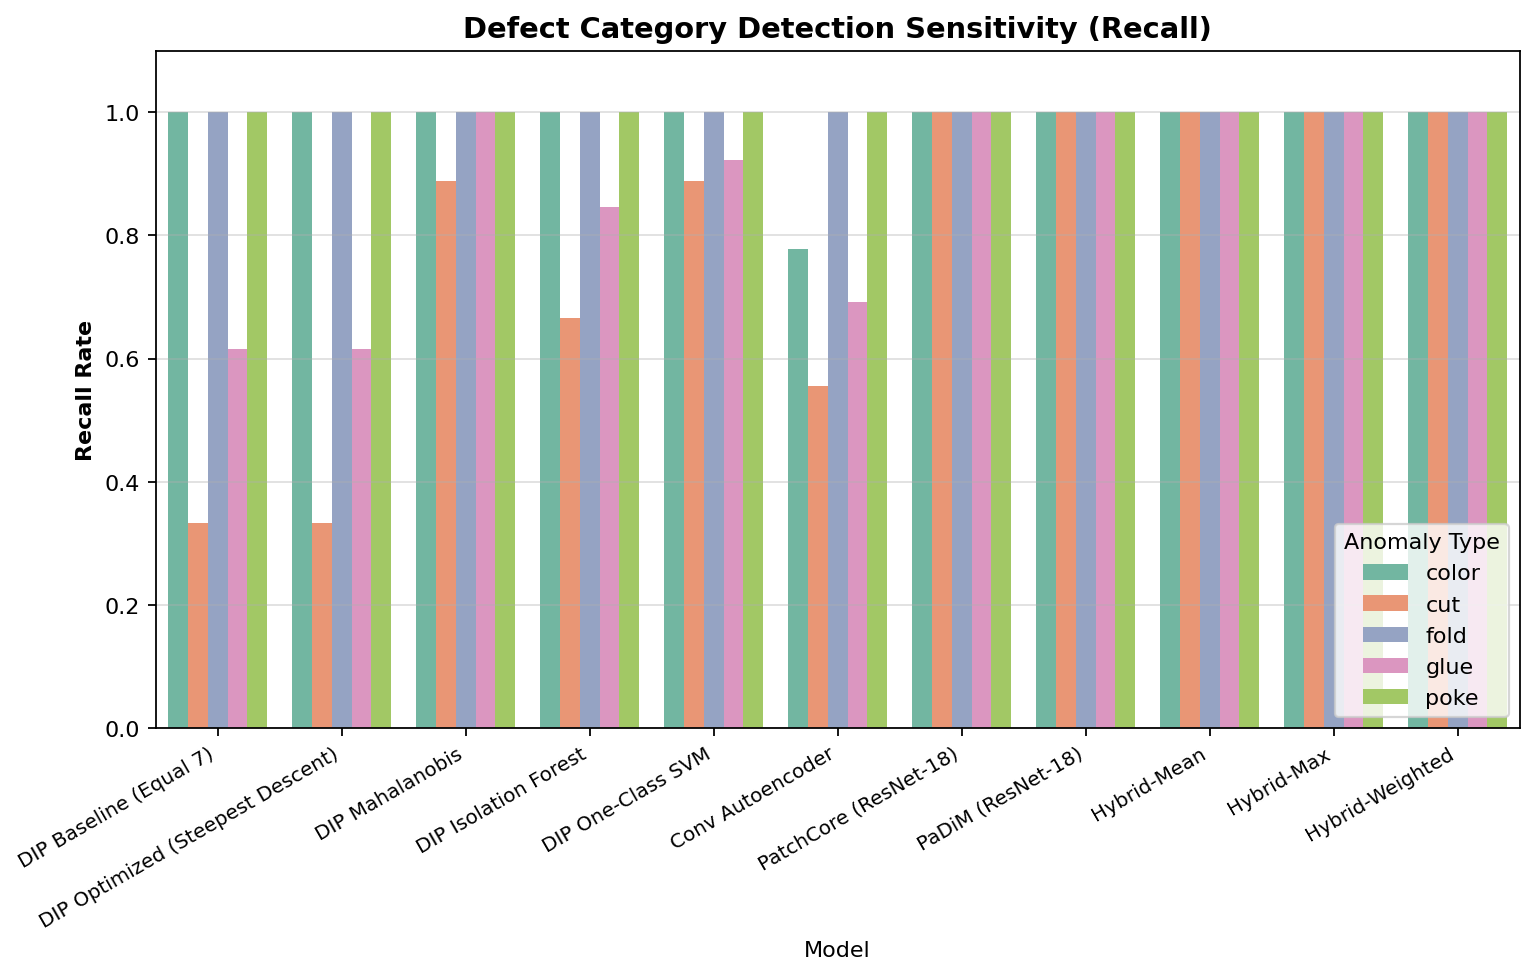 Defect Category Detection Sensitivity (Recall)
Recall Rate
1.0
0.8
0.6
0.4
0.2
0.0
Anomaly Type
color
cut
fold
glue
poke
DIP Baseline (Equal 7)
DIP Optimized (Steepest Descent)
DIP Mahalanobis
DIP Isolation Forest
DIP One-Class SVM
Conv Autoencoder
PatchCore (ResNet-18)
PaDiM (ResNet-18)
Hybrid-Mean
Hybrid-Max
Hybrid-Weighted
Model